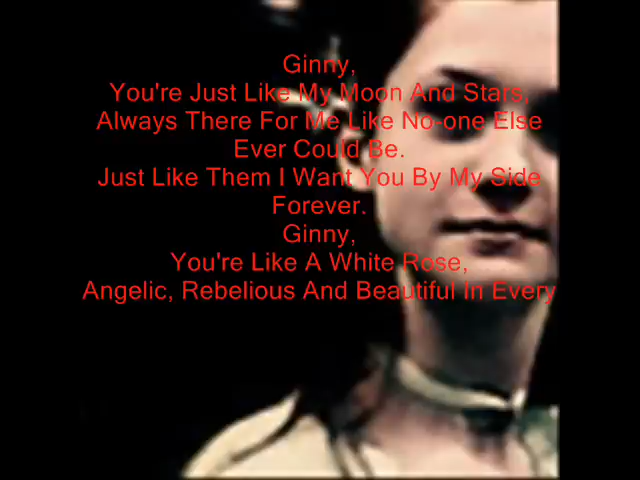 Ginny,
You're Just Like My Moon And Stars,
Always There For Me Like No-one Else
Ever Could Be.
Just Like Them I Want You By My Side
Forever.
Ginny,
You're Like A White Rose,
Angelic, Rebelious And Beautiful In Every